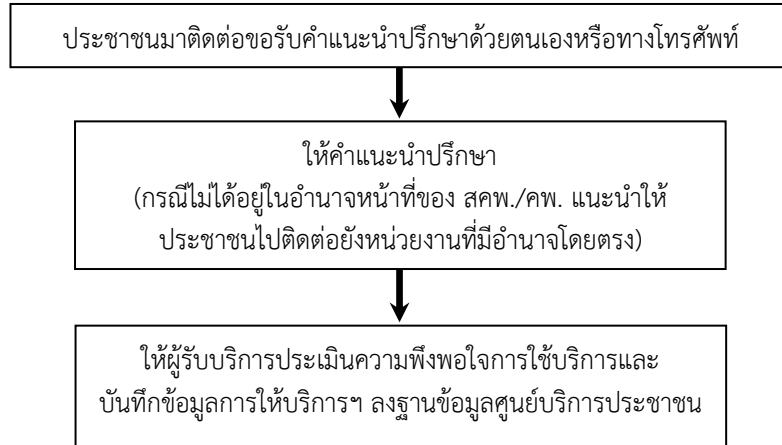 ประชาชนมาติดต่อขอรับคำแนะนำปรึกษาด้วยตนเองหรือทางโทรศัพท์
ให้คำแนะนำปรึกษา
(กรณีไม่ได้อยู่ในอำนาจหน้าที่ของ สคพ./คพ. แนะนำให้
ประชาชนไปติดต่อยังหน่วยงานที่มีอำนาจโดยตรง)
ให้ผู้รับบริการประเมินความพึงพอใจการใช้บริการและ
บันทึกข้อมูลการให้บริการฯ ลงฐานข้อมูลศูนย์บริการประชาชน